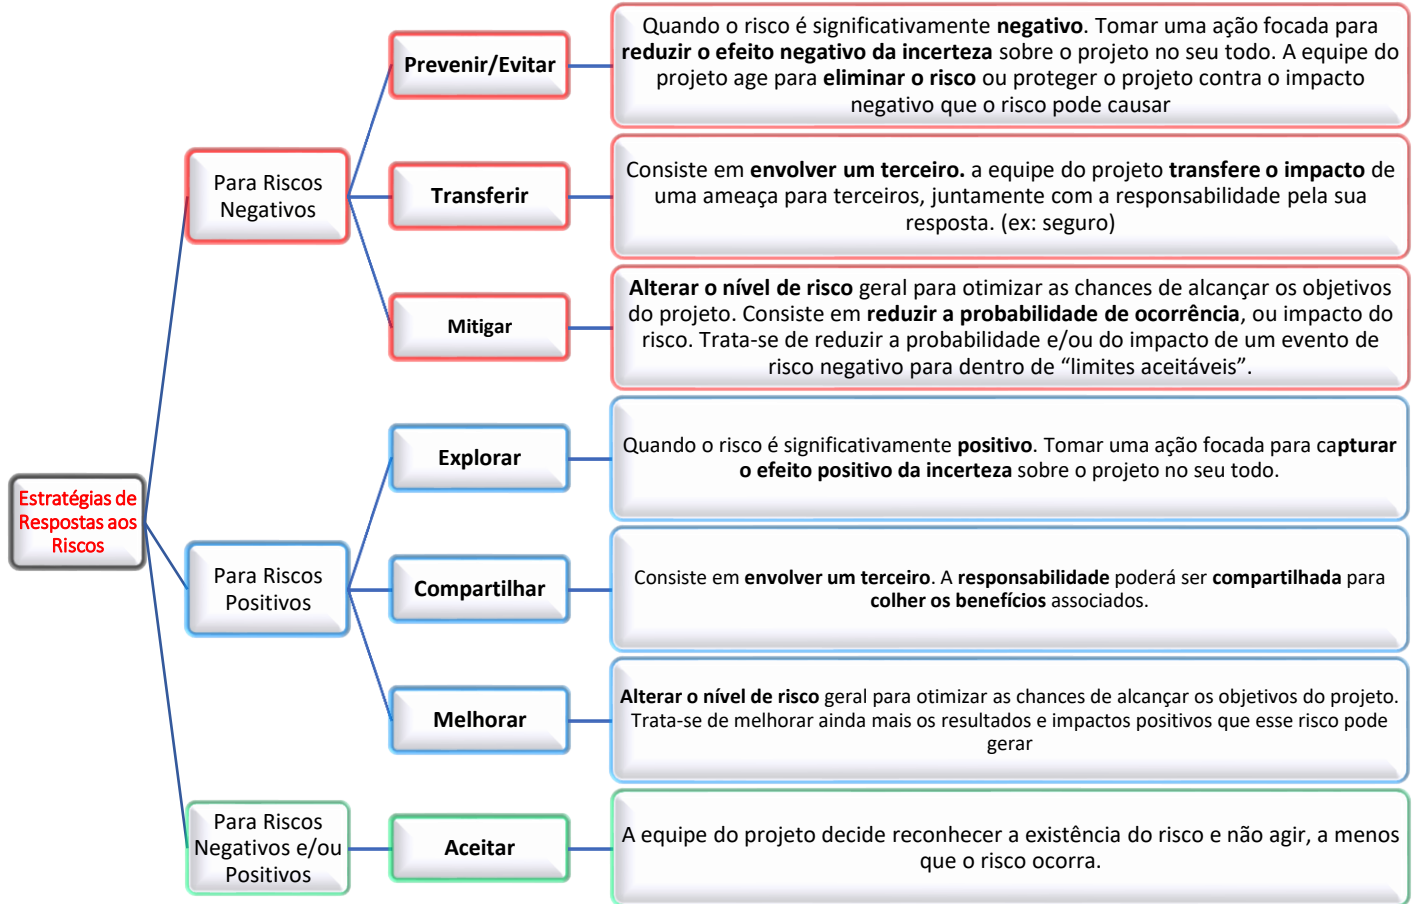 Quando o risco é significativamente negativo. Tomar uma ação focada para
reduzir o efeito negativo da incerteza sobre o projeto no seu todo. A equipe do
projeto age para eliminar o risco ou proteger o projeto contra o impacto
negativo que o risco pode causar
Prevenir/Evitar
Consiste em envolver um terceiro. a equipe do projeto transfere o impacto de
uma ameaça para terceiros, juntamente com a responsabilidade pela sua
resposta. (ex: seguro)
Para Riscos
Negativos
Transferir
Alterar o nível de risco geral para otimizar as chances de alcançar os objetivos
do projeto. Consiste em reduzir a probabilidade de ocorrência, ou impacto do
risco. Trata-se de reduzir a probabilidade e/ou do impacto de um evento de
risco negativo para dentro de “limites aceitáveis”.
Mitigar
Explorar
Quando o risco é significativamente positivo. Tomar uma ação focada para capturar
o efeito positivo da incerteza sobre o projeto no seu todo.
Estratégias de
Respostas aos
Riscos
Para Riscos
Positivos
Compartilhar
Consiste em envolver um terceiro. A responsabilidade poderá ser compartilhada para
colher os benefícios associados.
Melhorar
Alterar o nível de risco geral para otimizar as chances de alcançar os objetivos do projeto.
Trata-se de melhorar ainda mais os resultados e impactos positivos que esse risco pode
gerar
Para Riscos
Negativos e/ou
Positivos
Aceitar
A equipe do projeto decide reconhecer a existência do risco e não agir, a menos
que o risco ocorra.